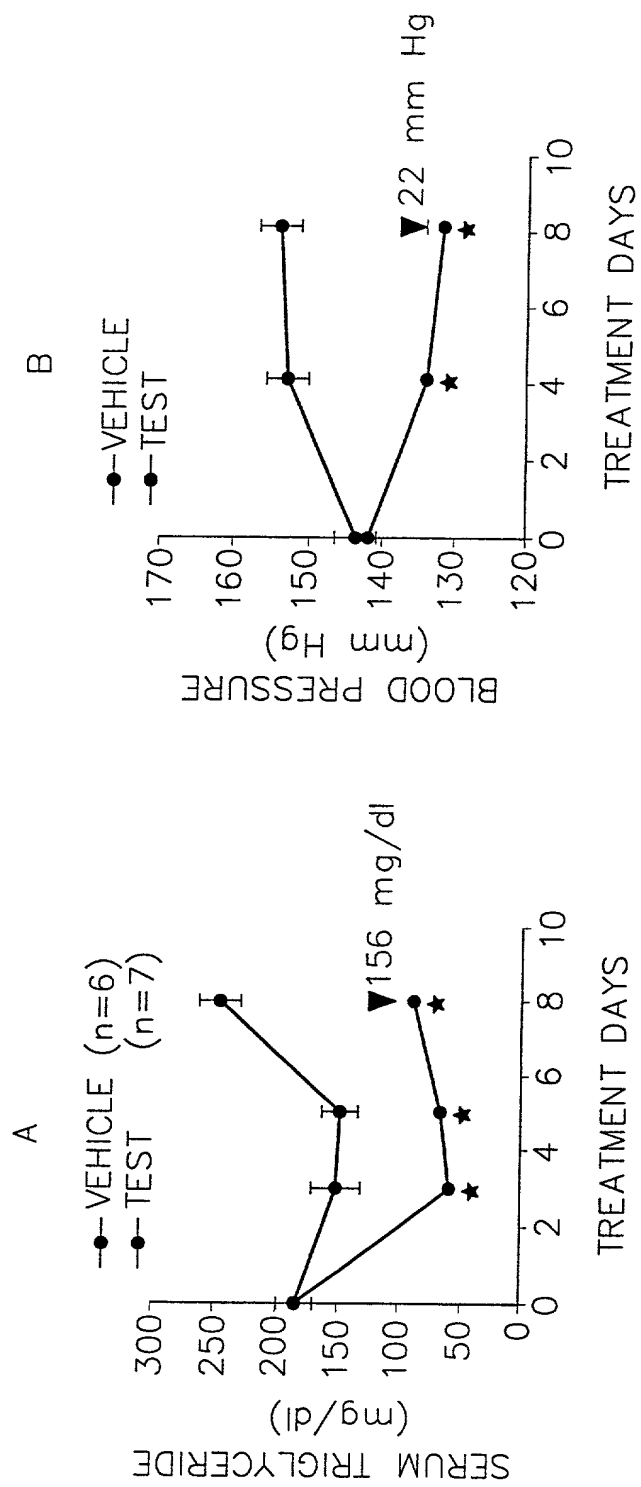 A
VEHICLE (n=6)
TEST (n=7)
SERUM TRIGLYCERIDE
(mg/dl)
300
250
200
150
100
50
0
156 mg/dl
0 2 4 6 8 10
TREATMENT DAYS
B
VEHICLE
TEST
BLOOD PRESSURE
(mm Hg)
170
160
150
140
130
120
22 mm Hg
0 2 4 6 8 10
TREATMENT DAYS